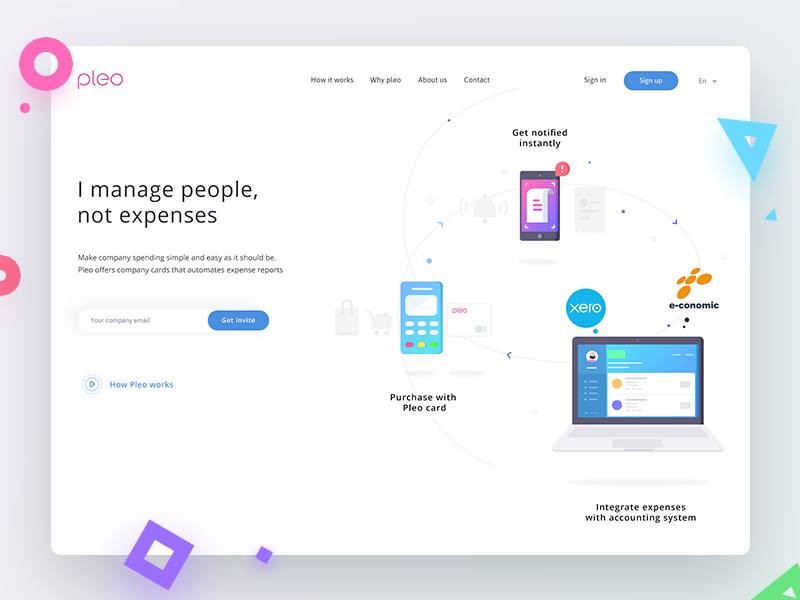 pleo
How it works
Why pleo
About us
Contact
Sign in
Sign up
En
I manage people,
not expenses
Make company spending simple and easy as it should be.
Pleo offers company cards that automates expense reports
Your company email
Get invite
How Pleo works
Get notified
instantly
!
pleo
Purchase with
Pleo card
xero
e-conomic
Integrate expenses
with accounting system